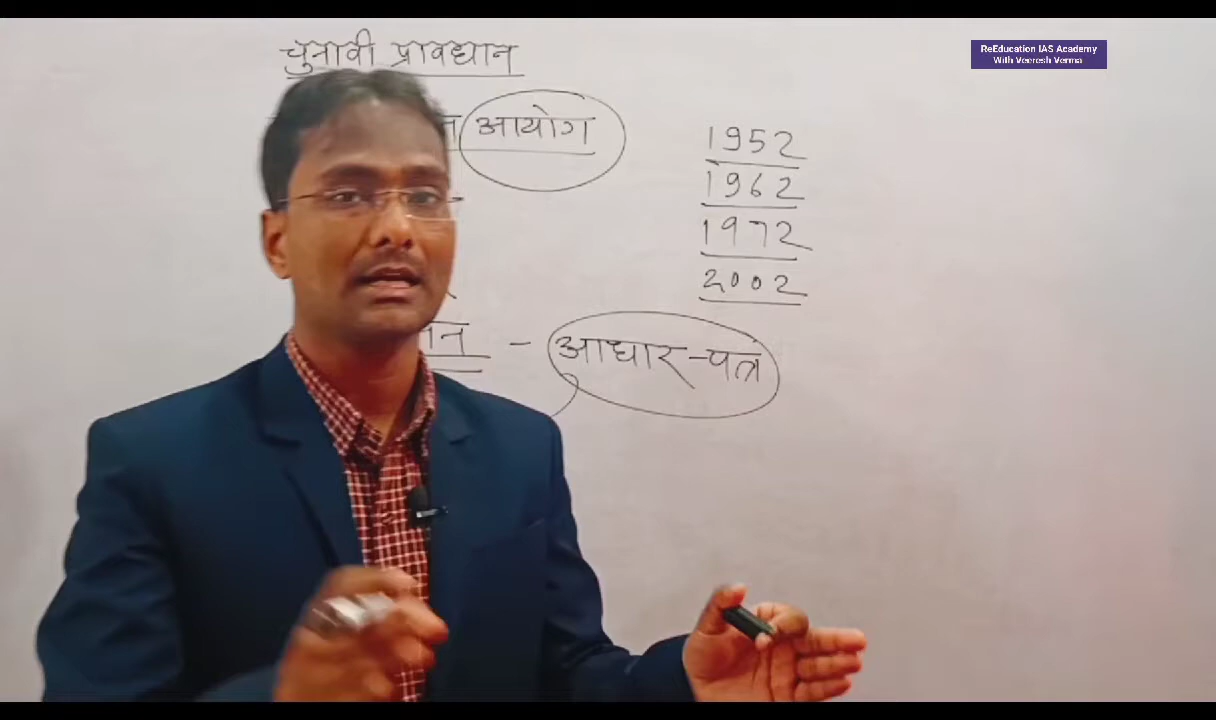 चुनावी प्रावधान
आयोग
1952
1962
1972
2002
- आधार-पत्र
ReEducation IAS Academy
With Veeresh Verma